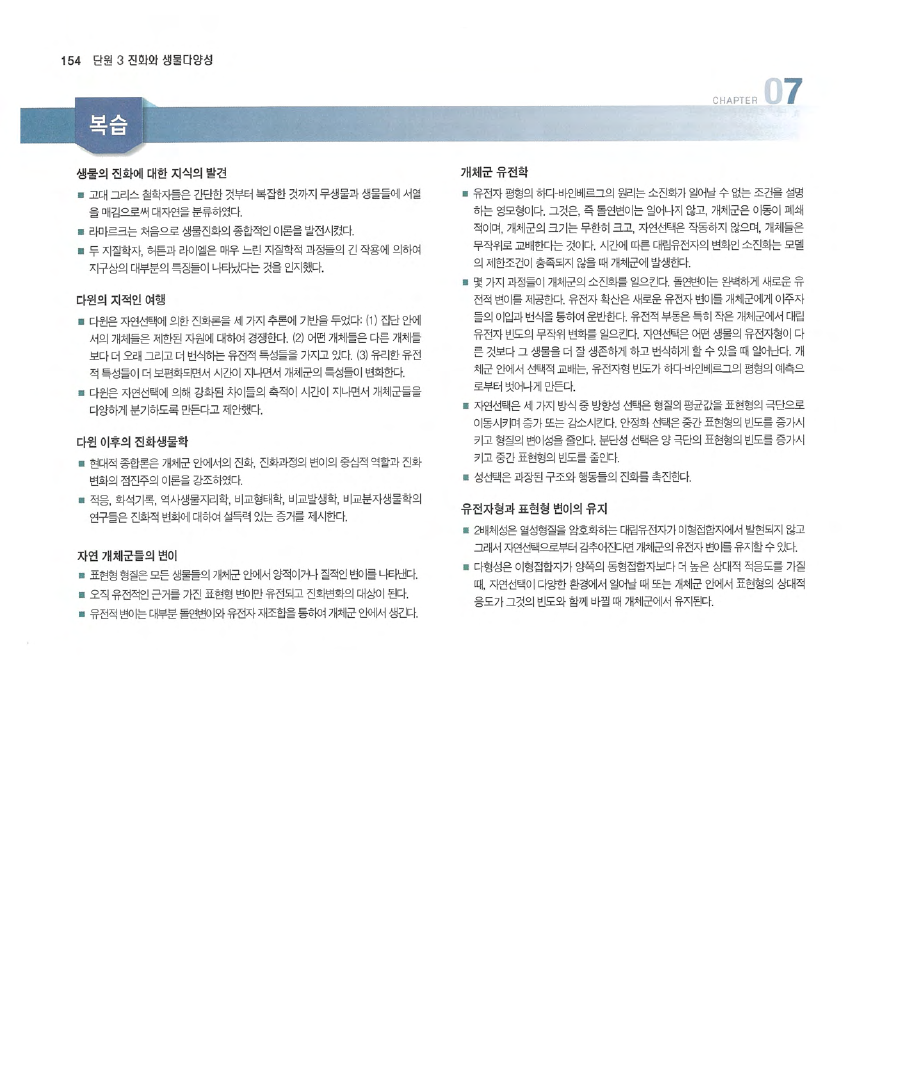 154 단원 3 진화와 생물다양성
CHAPTER 07
복습
생물의 진화에 대한 지식의 발견
■ 고대 그리스 철학자들은 간단한 것부터 복잡한 것까지 무생물과 생물들에 서열
을 매김으로써 대자연을 분류하였다.
■ 라마르크는 처음으로 생물진화의 종합적인 이론을 발전시켰다.
■ 두 지질학자, 허튼과 라이엘은 매우 느린 지질학적 과정들의 긴 작용에 의하여
지구상의 대부분의 특징들이 나타났다는 것을 인지했다.
다윈의 지적인 여행
■ 다윈은 자연선택에 의한 진화론을 세 가지 추론에 기반을 두었다: (1) 집단 안에
서의 개체들은 제한된 자원에 대하여 경쟁한다. (2) 어떤 개체들은 다른 개체들
보다 더 오래 그리고 더 번식하는 유전적 특성들을 가지고 있다. (3) 유리한 유전
적 특성들이 더 보편화되면서 시간이 지나면서 개체군의 특성들이 변화한다.
■ 다윈은 자연선택에 의해 강화된 차이들의 축적이 시간이 지나면서 개체군들을
다양하게 분기하도록 만든다고 제안했다.
다윈 이후의 진화생물학
■ 현대적 종합론은 개체군 안에서의 진화, 진화과정의 변이의 중심적 역할과 진화
변화의 점진주의 이론을 강조하였다.
■ 적응, 화석기록, 역사생물지리학, 비교형태학, 비교발생학, 비교분자생물학의
연구들은 진화적 변화에 대하여 설득력 있는 증거를 제시한다.
자연 개체군들의 변이
■ 표현형 형질은 모든 생물들의 개체군 안에서 양적이거나 질적인 변이를 나타낸다.
■ 오직 유전적인 근거를 가진 표현형 변이만 유전되고 진화변화의 대상이 된다.
■ 유전적 변이는 대부분 돌연변이와 유전자 재조합을 통하여 개체군 안에서 생긴다.
개체군 유전학
■ 유전자 평형의 하디-바인베르그의 원리는 소진화가 일어날 수 없는 조건을 설명
하는 영모형이다. 그것은, 즉 돌연변이는 일어나지 않고, 개체군은 이동이 폐쇄
적이며, 개체군의 크기는 무한히 크고, 자연선택은 작동하지 않으며, 개체들은
무작위로 교배한다는 것이다. 시간에 따른 대립유전자의 변화인 소진화는 모델
의 제한조건이 충족되지 않을 때 개체군에 발생한다.
■ 몇 가지 과정들이 개체군의 소진화를 일으킨다. 돌연변이는 완벽하게 새로운 유
전적 변이를 제공한다. 유전자 확산은 새로운 유전자 변이를 개체군에게 이주자
들의 이입과 번식을 통하여 운반한다. 유전적 부동은 특히 작은 개체군에서 대립
유전자 빈도의 무작위 변화를 일으킨다. 자연선택은 어떤 생물의 유전자형이 다
른 것보다 그 생물을 더 잘 생존하게 하고 번식하게 할 수 있을 때 일어난다. 개
체군 안에서 선택적 교배는, 유전자형 빈도가 하디-바인베르그의 평형의 예측으
로부터 벗어나게 만든다.
■ 자연선택은 세 가지 방식 중 방향성 선택은 형질의 평균값을 표현형의 극단으로
이동시키며 증가 또는 감소시킨다. 안정화 선택은 중간 표현형의 빈도를 증가시
키고 형질의 변이성을 줄인다. 분단성 선택은 양 극단의 표현형의 빈도를 증가시
키고 중간 표현형의 빈도를 줄인다.
■ 성선택은 과장된 구조와 행동들의 진화를 촉진한다.
유전자형과 표현형 변이의 유지
■ 2배체성은 열성형질을 암호화하는 대립유전자가 이형접합자에서 발현되지 않고
그래서 자연선택으로부터 감추어진다면 개체군의 유전자 변이를 유지할 수 있다.
■ 다형성은 이형접합자가 양쪽의 동형접합자보다 더 높은 상대적 적응도를 가질
때, 자연선택이 다양한 환경에서 일어날 때 또는 개체군 안에서 표현형의 상대적
응도가 그것의 빈도와 함께 바뀔 때 개체군에서 유지된다.